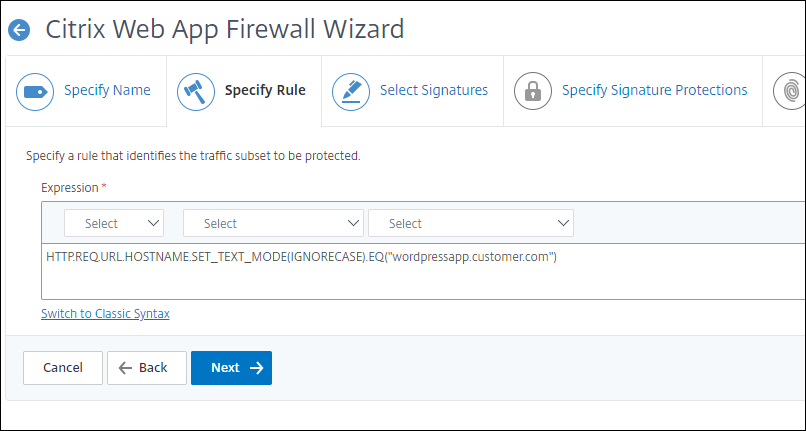 Citrix Web App Firewall Wizard
Specify Name
Specify Rule
Select Signatures
Specify Signature Protections
Specify a rule that identifies the traffic subset to be protected.
Expression *
Select
Select
Select
HTTP.REQ.URL.HOSTNAME.SET_TEXT_MODE(IGNORECASE).EQ("wordpressapp.customer.com")
Switch to Classic Syntax
Cancel
Back
Next